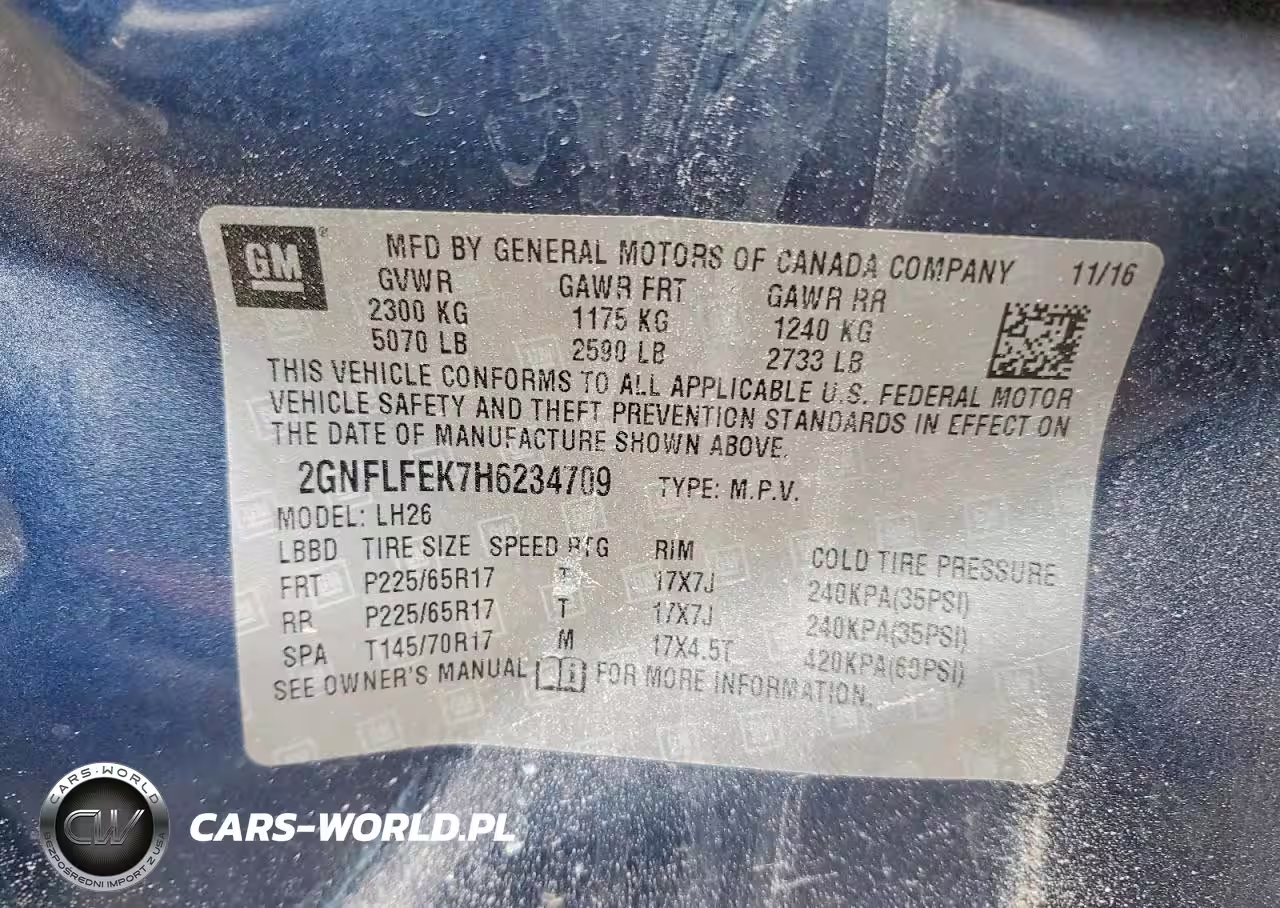 GM®
MFD BY GENERAL MOTORS OF CANADA COMPANY 11/16
GVWR GAWR FRT GAWR RR
2300 KG 1175 KG 1240 KG
5070 LB 2590 LB 2733 LB
THIS VEHICLE CONFORMS TO ALL APPLICABLE U.S. FEDERAL MOTOR
VEHICLE SAFETY AND THEFT PREVENTION STANDARDS IN EFFECT ON
THE DATE OF MANUFACTURE SHOWN ABOVE.
2GNFLFEK7H6234709 TYPE: M.P.V.
MODEL: LH26
LBBD TIRE SIZE SPEED RTG RIM COLD TIRE PRESSURE
FRT P225/65R17 T 17X7J 240KPA(35PSI)
RR P225/65R17 T 17X7J 240KPA(35PSI)
SPA T145/70R17 M 17X4.5T 420KPA(60PSI)
SEE OWNER'S MANUAL FOR MORE INFORMATION.
CARS-WORLD
CW
BEZPOŚREDNI IMPORT Z USA
CARS-WORLD.PL